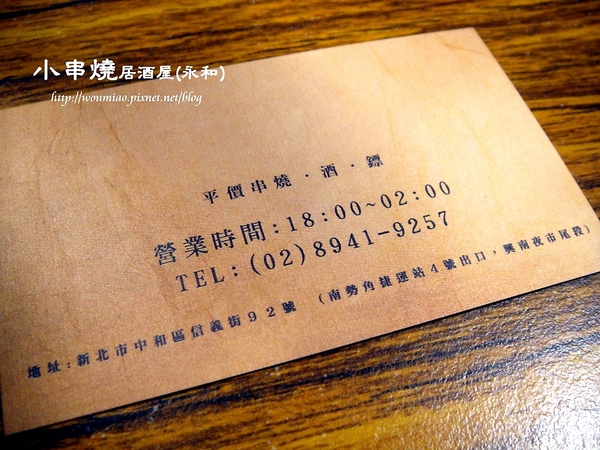 小串燒居酒屋(永和)
http://wonmiao.pixnet.net/blog
平價串燒．酒．鏢
營業時間:18:00~02:00
TEL:(02)8941-9257
地址:新北市中和區信義街92號 (南勢角捷運站4號出口，興南夜市尾段)